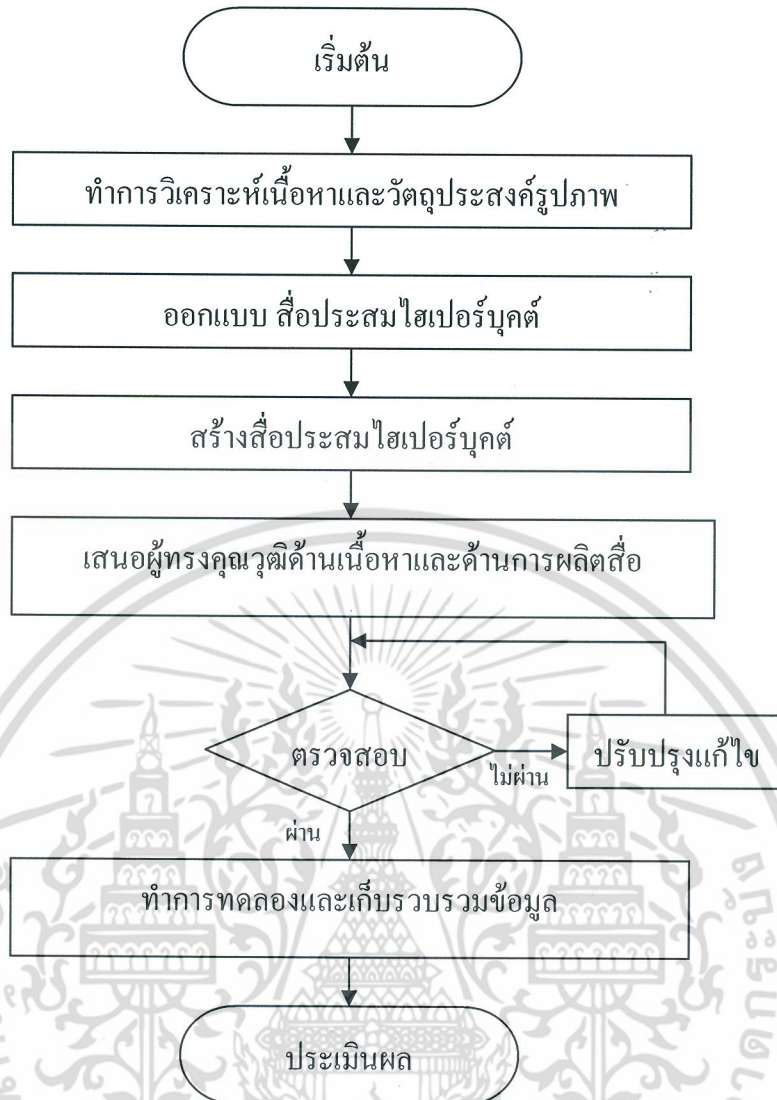 เริ่มต้น
ทำการวิเคราะห์เนื้อหาและวัตถุประสงค์รูปภาพ
ออกแบบ สื่อประสมไฮเปอร์บุคต์
สร้างสื่อประสมไฮเปอร์บุคต์
เสนอผู้ทรงคุณวุฒิด้านเนื้อหาและด้านการผลิตสื่อ
ตรวจสอบ
ไม่ผ่าน
ปรับปรุงแก้ไข
ผ่าน
ทำการทดลองและเก็บรวบรวมข้อมูล
ประเมินผล